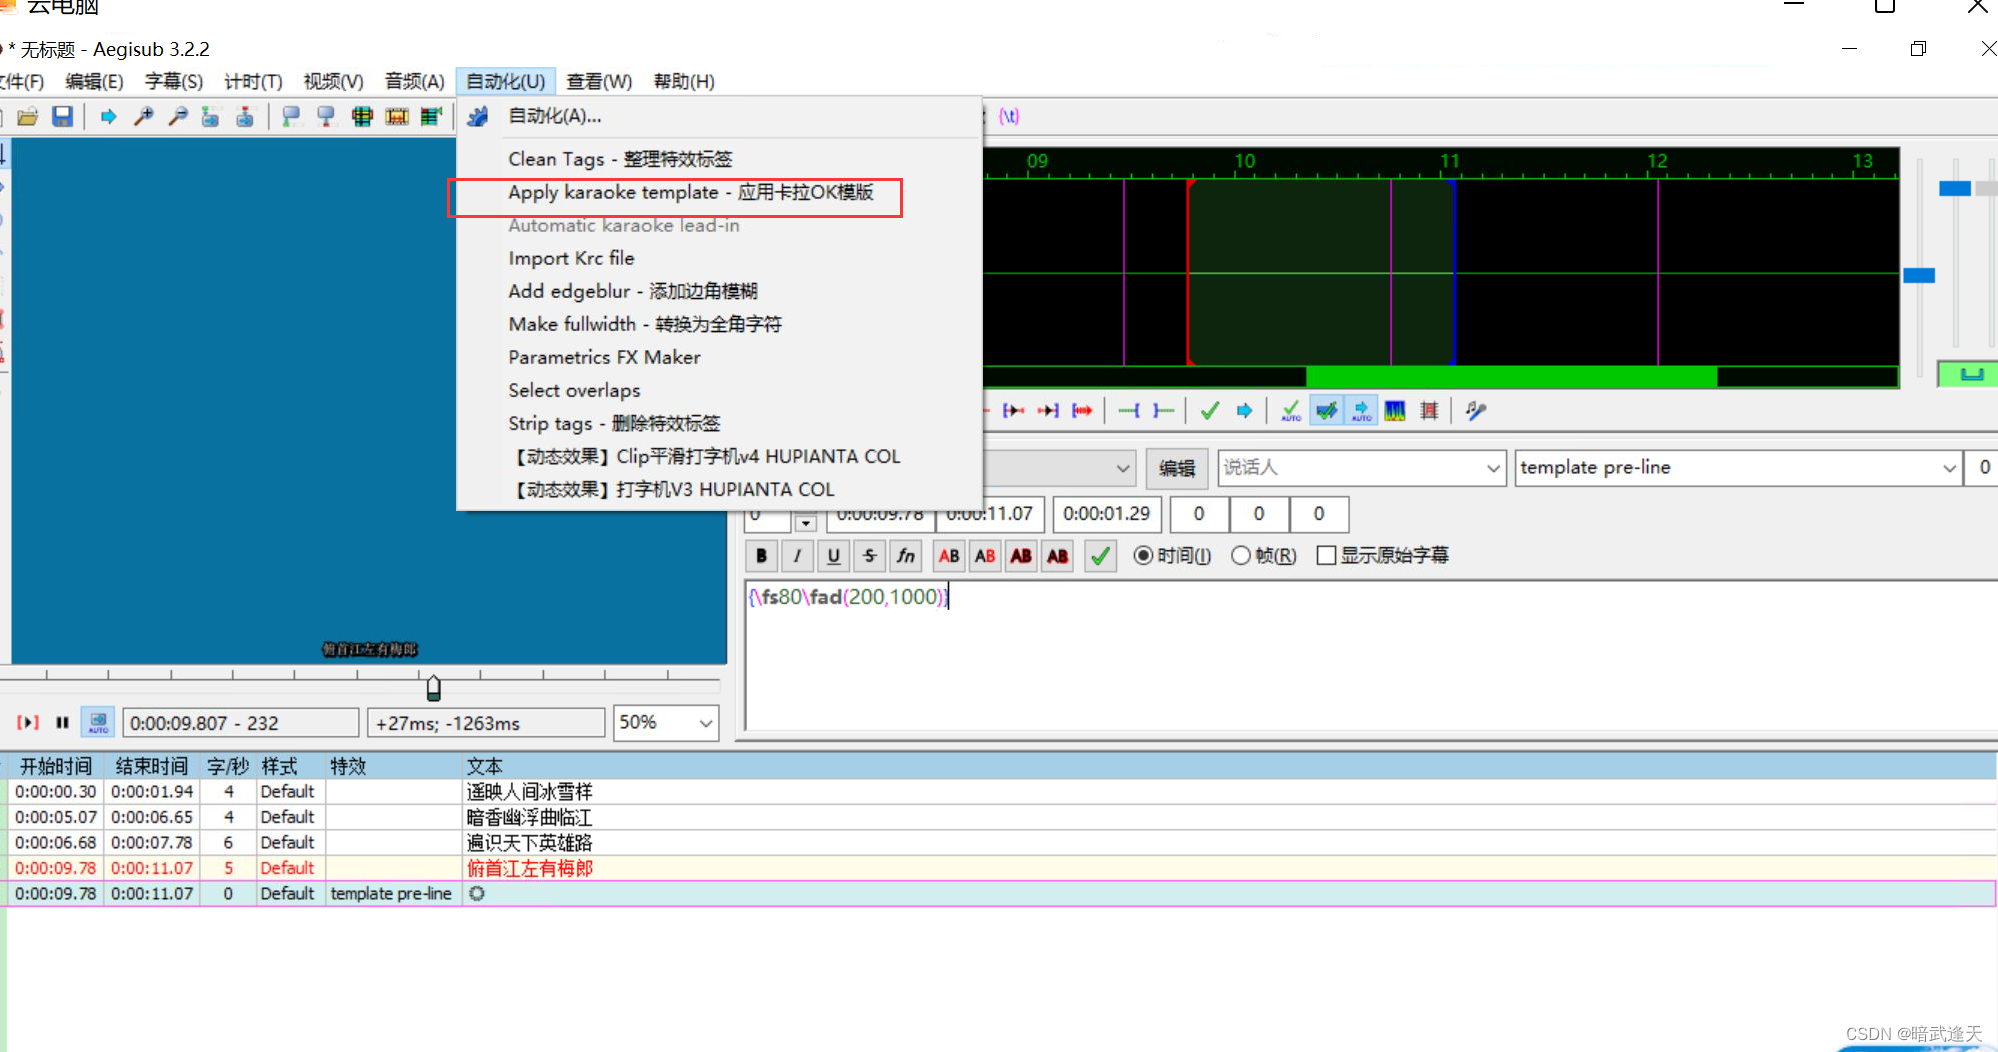 云电脑
* 无标题 - Aegisub 3.2.2
文件(F) 编辑(E) 字幕(S) 计时(T) 视频(V) 音频(A) 自动化(U) 查看(W) 帮助(H)
自动化(A)...
{\t}
Clean Tags - 整理特效标签
Apply karaoke template - 应用卡拉OK模版
Automatic karaoke lead-in
Import Krc file
Add edgeblur - 添加边角模糊
Make fullwidth - 转换为全角字符
Parametrics FX Maker
Select overlaps
Strip tags - 删除特效标签
【动态效果】Clip平滑打字机v4 HUPIANTA COL
【动态效果】打字机V3 HUPIANTA COL
09 10 11 12 13
AUTO AUTO
编辑 说话人 template pre-line 0
0 0:00:09.78 0:00:11.07 0:00:01.29 0 0 0
B I U S fn AB AB AB AB 时间(I) 帧(R) 显示原始字幕
{\fs80\fad(200,1000)}
俯首江左有梅郎
AUTO 0:00:09.807 - 232 +27ms; -1263ms 50%
开始时间 结束时间 字/秒 样式 特效 文本
0:00:00.30 0:00:01.94 4 Default 遥映人间冰雪样
0:00:05.07 0:00:06.65 4 Default 暗香幽浮曲临江
0:00:06.68 0:00:07.78 6 Default 遍识天下英雄路
0:00:09.78 0:00:11.07 5 Default 俯首江左有梅郎
0:00:09.78 0:00:11.07 0 Default template pre-line
CSDN @暗武逢天